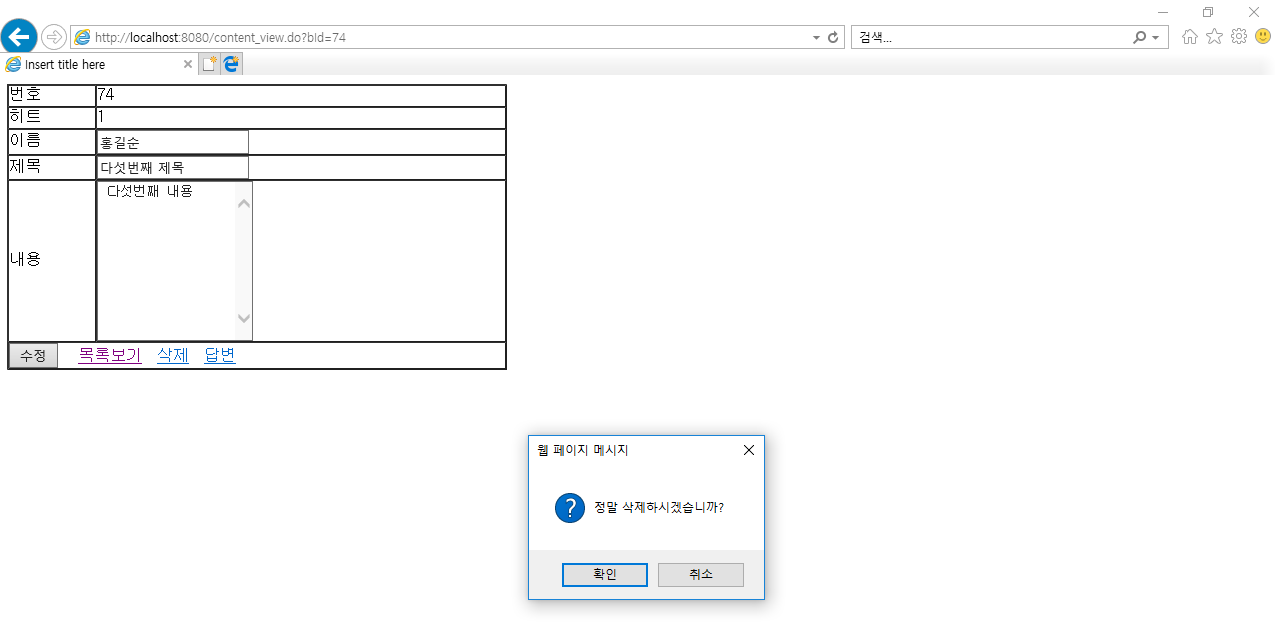 http://localhost:8080/content_view.do?bId=74
검색...
Insert title here
번호 74
히트 1
이름 홍길순
제목 다섯번째 제목
내용 다섯번째 내용
수정 목록보기 삭제 답변
웹 페이지 메시지
정말 삭제하시겠습니까?
확인 취소